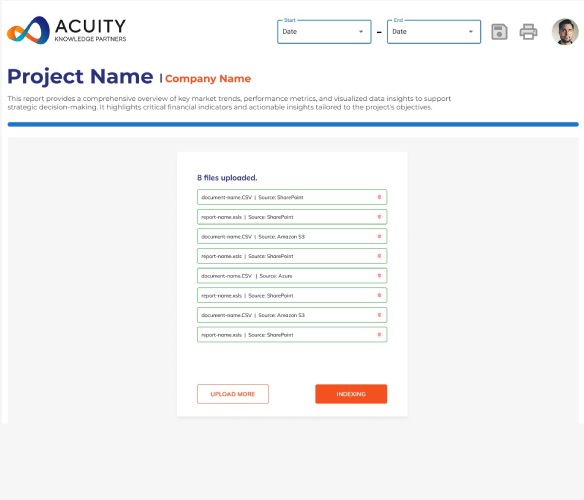 ACUITY
KNOWLEDGE PARTNERS
Start
Date
–
End
Date
Project Name | Company Name
This report provides a comprehensive overview of key market trends, performance metrics, and visualized data insights to support
strategic decision-making. It highlights critical financial indicators and actionable insights tailored to the project's objectives.
8 files uploaded.
document-name.CSV | Source: SharePoint
report-name.xsls | Source: SharePoint
document-name.CSV | Source: Amazon S3
report-name.xsls | Source: SharePoint
document-name.CSV | Source: Azure
report-name.xsls | Source: SharePoint
document-name.CSV | Source: Amazon S3
report-name.xsls | Source: SharePoint
UPLOAD MORE
INDEXING